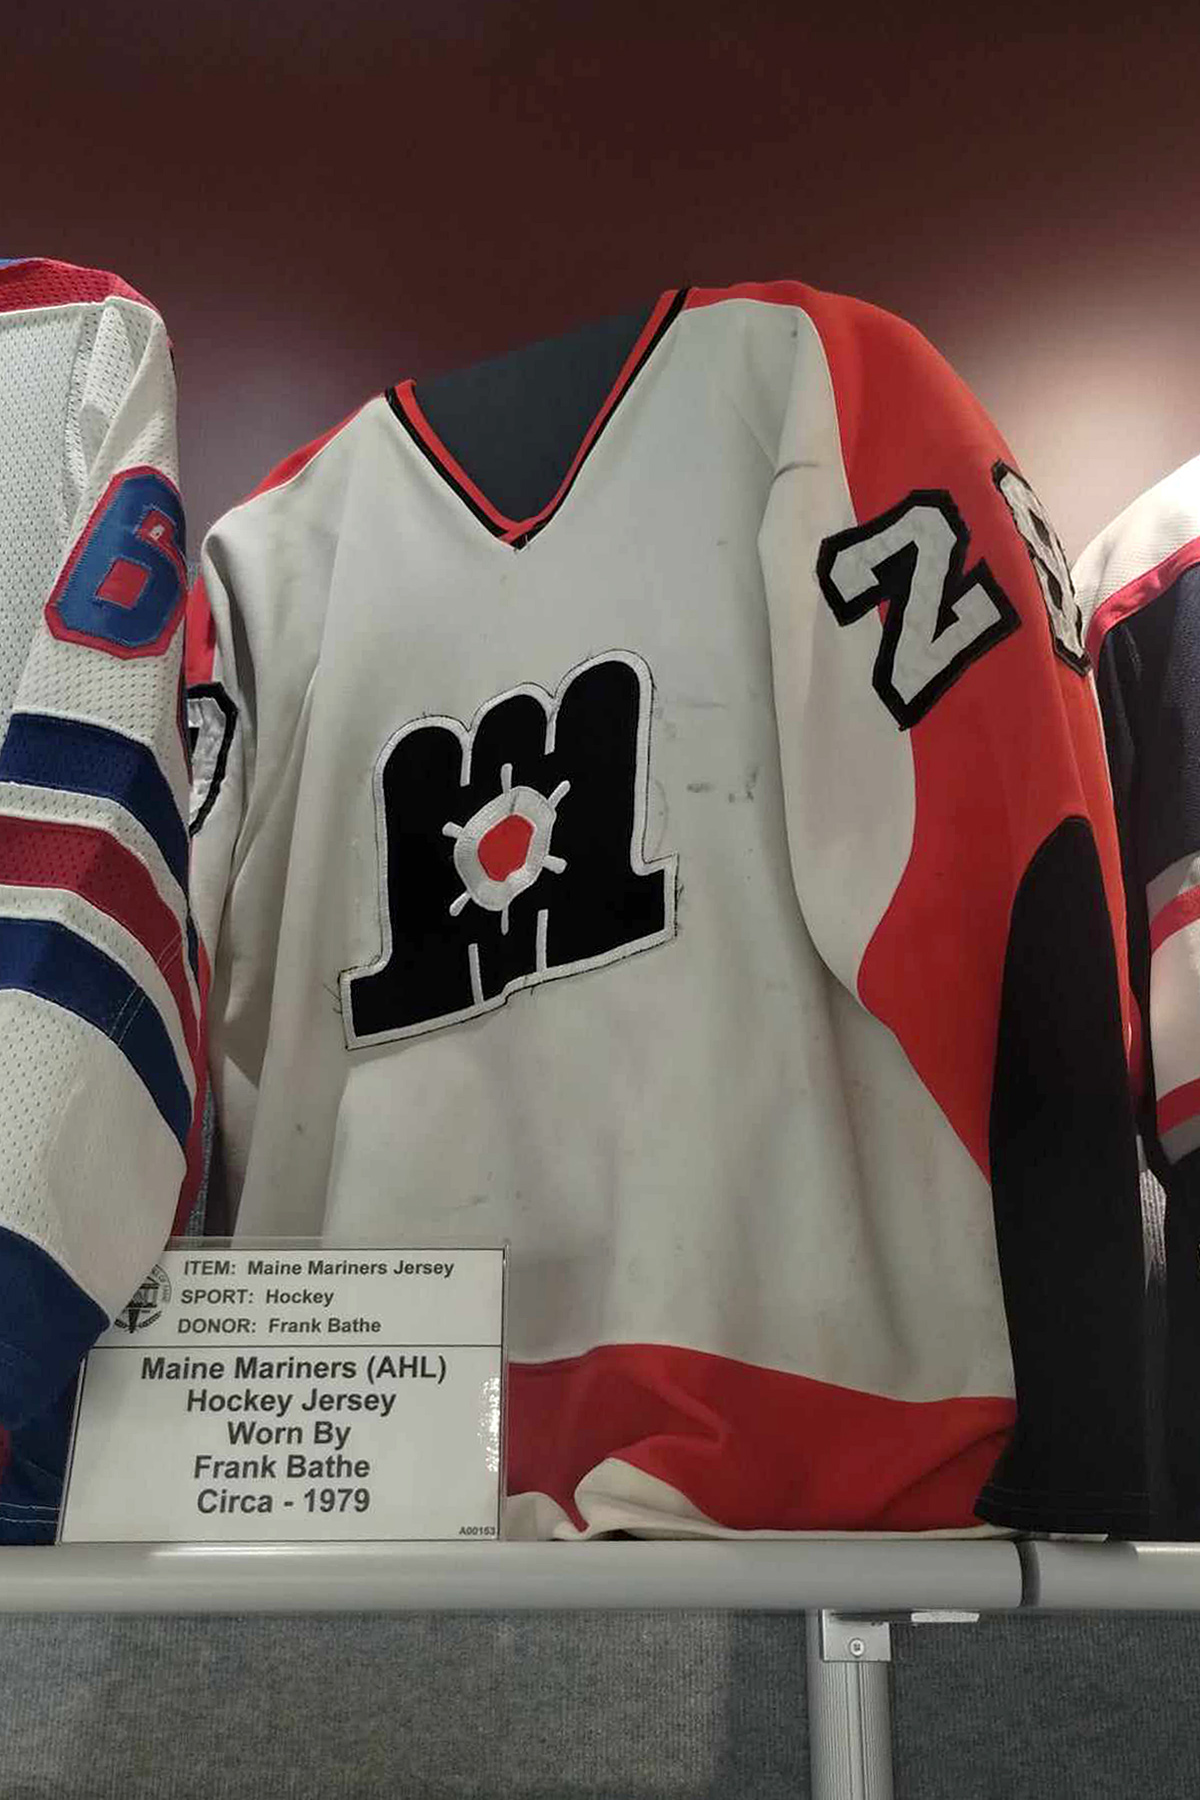 6
28
M
ITEM: Maine Mariners Jersey
SPORT: Hockey
DONOR: Frank Bathe
Maine Mariners (AHL)
Hockey Jersey
Worn By
Frank Bathe
Circa - 1979
A00153